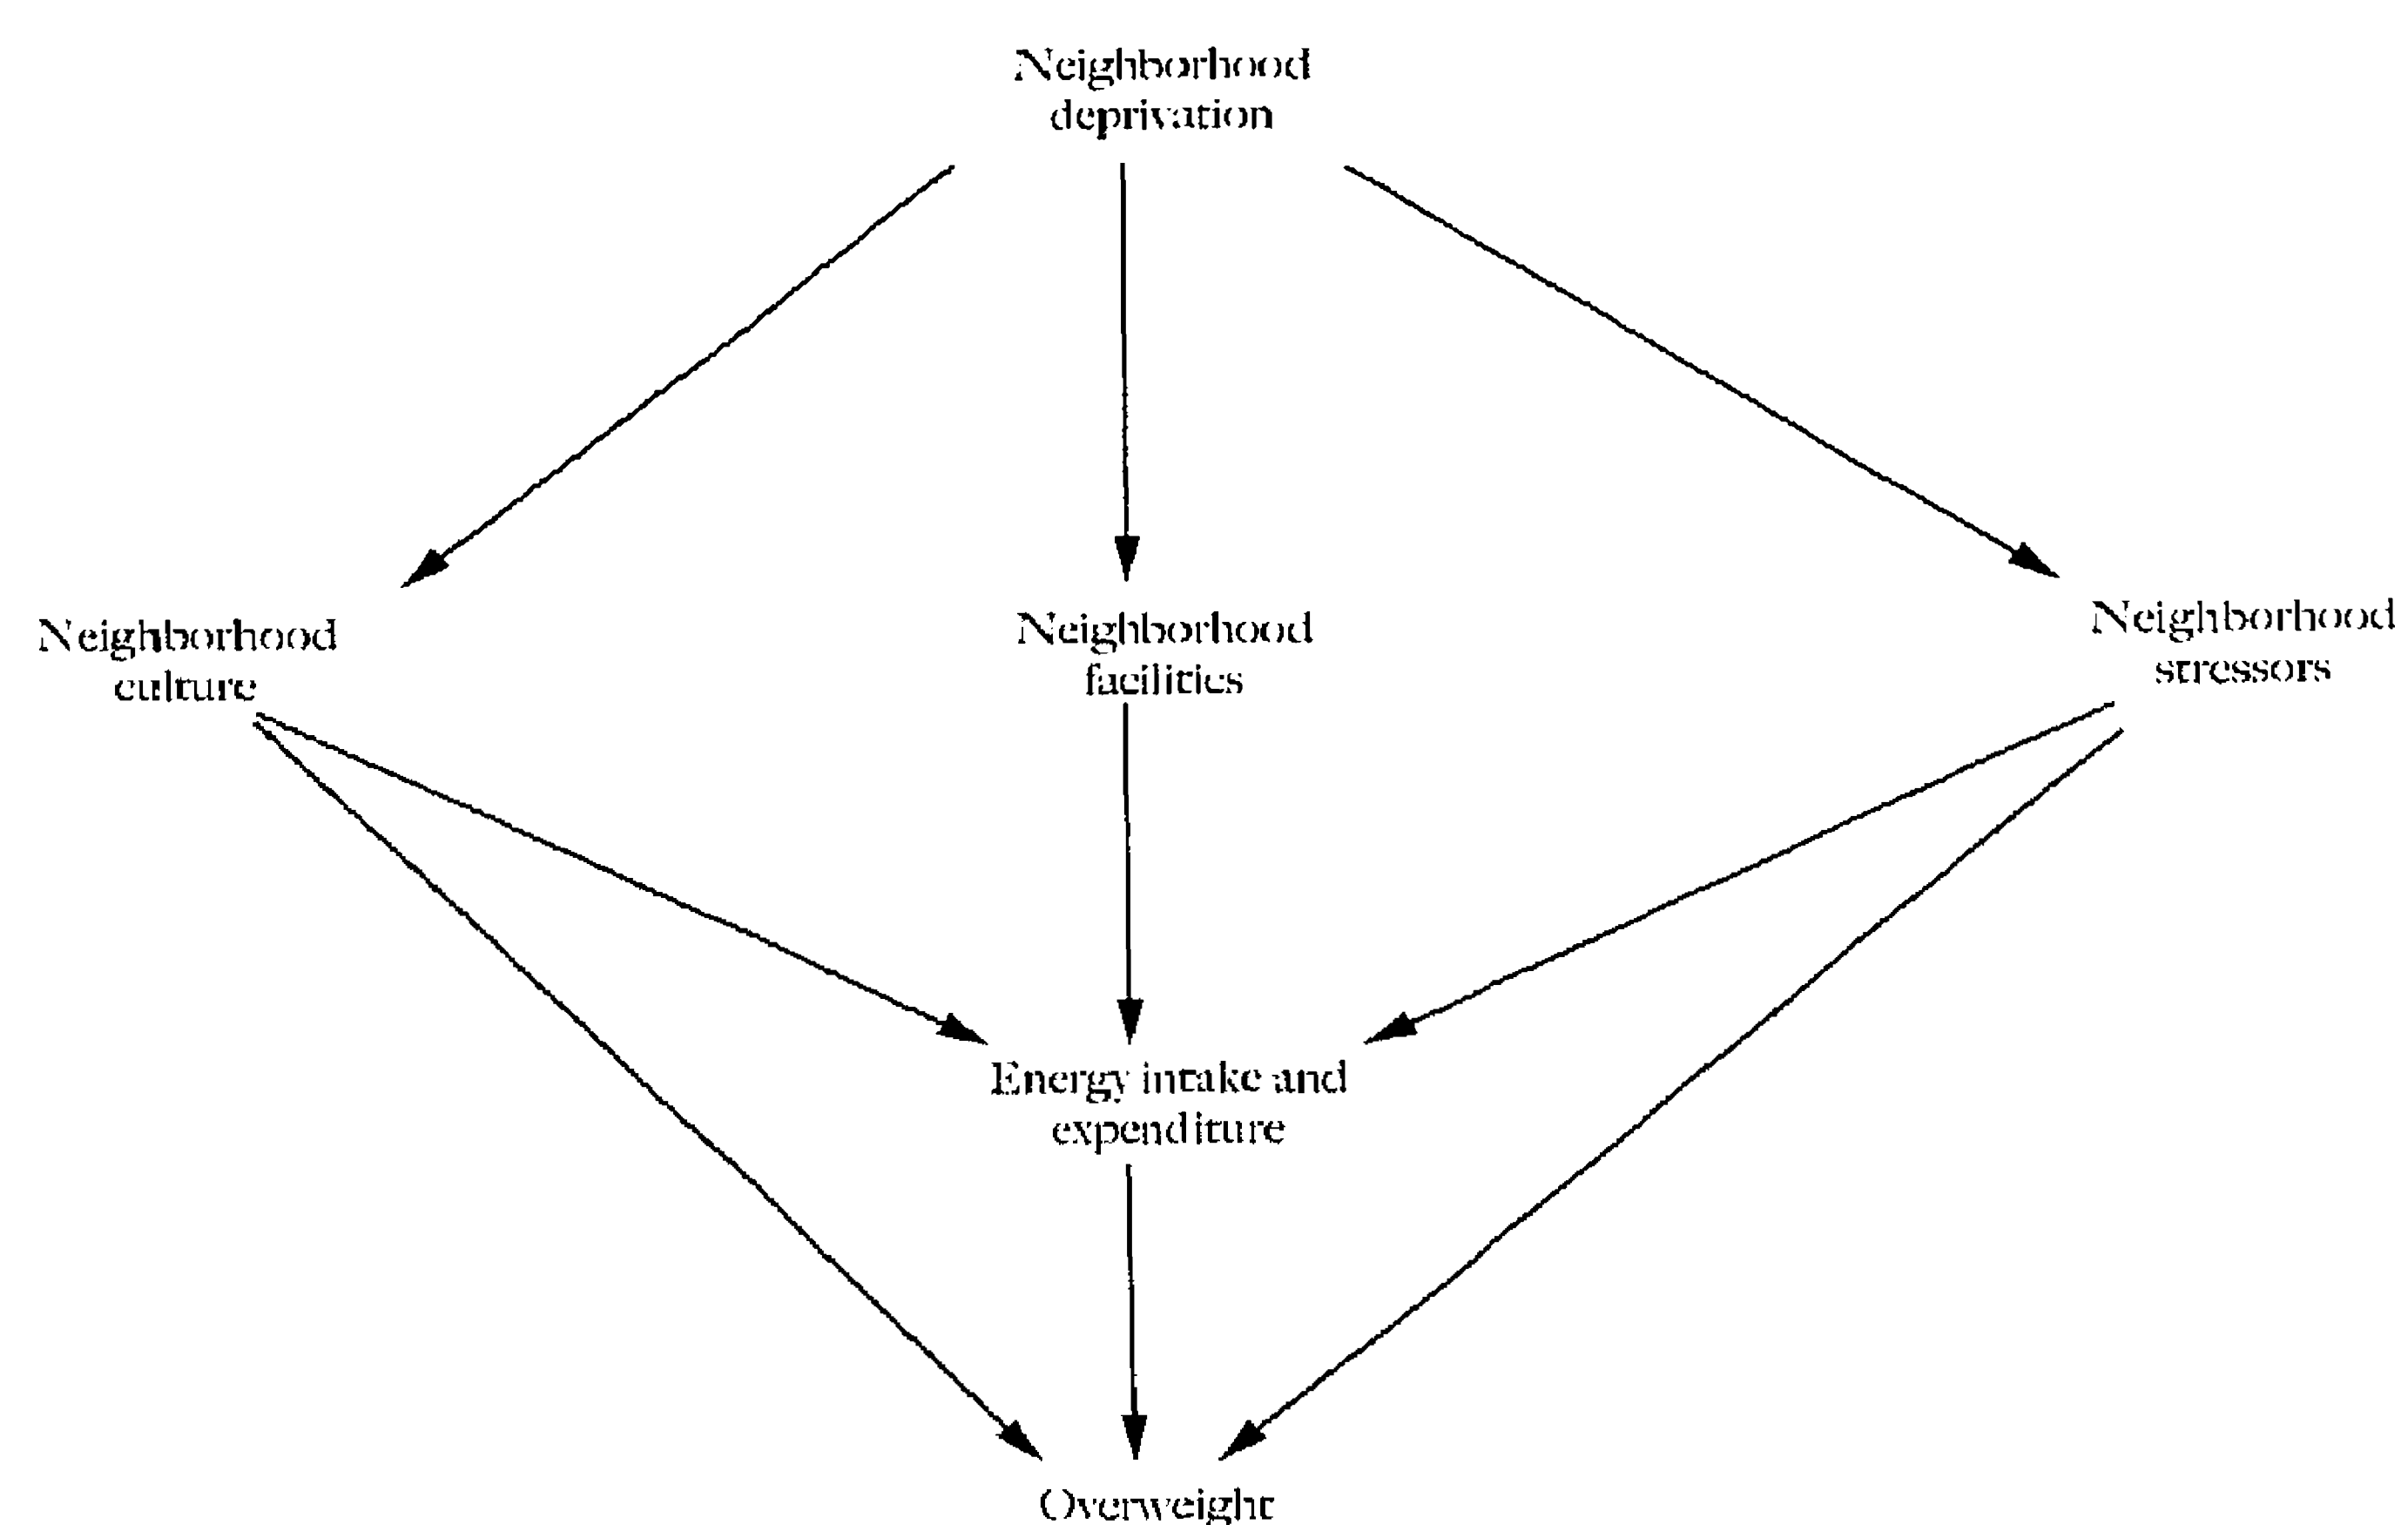 Neighborhood
deprivation
Neighborhood
culture
Neighborhood
facilities
Neighborhood
stressors
Energy intake and
expenditure
Overweight